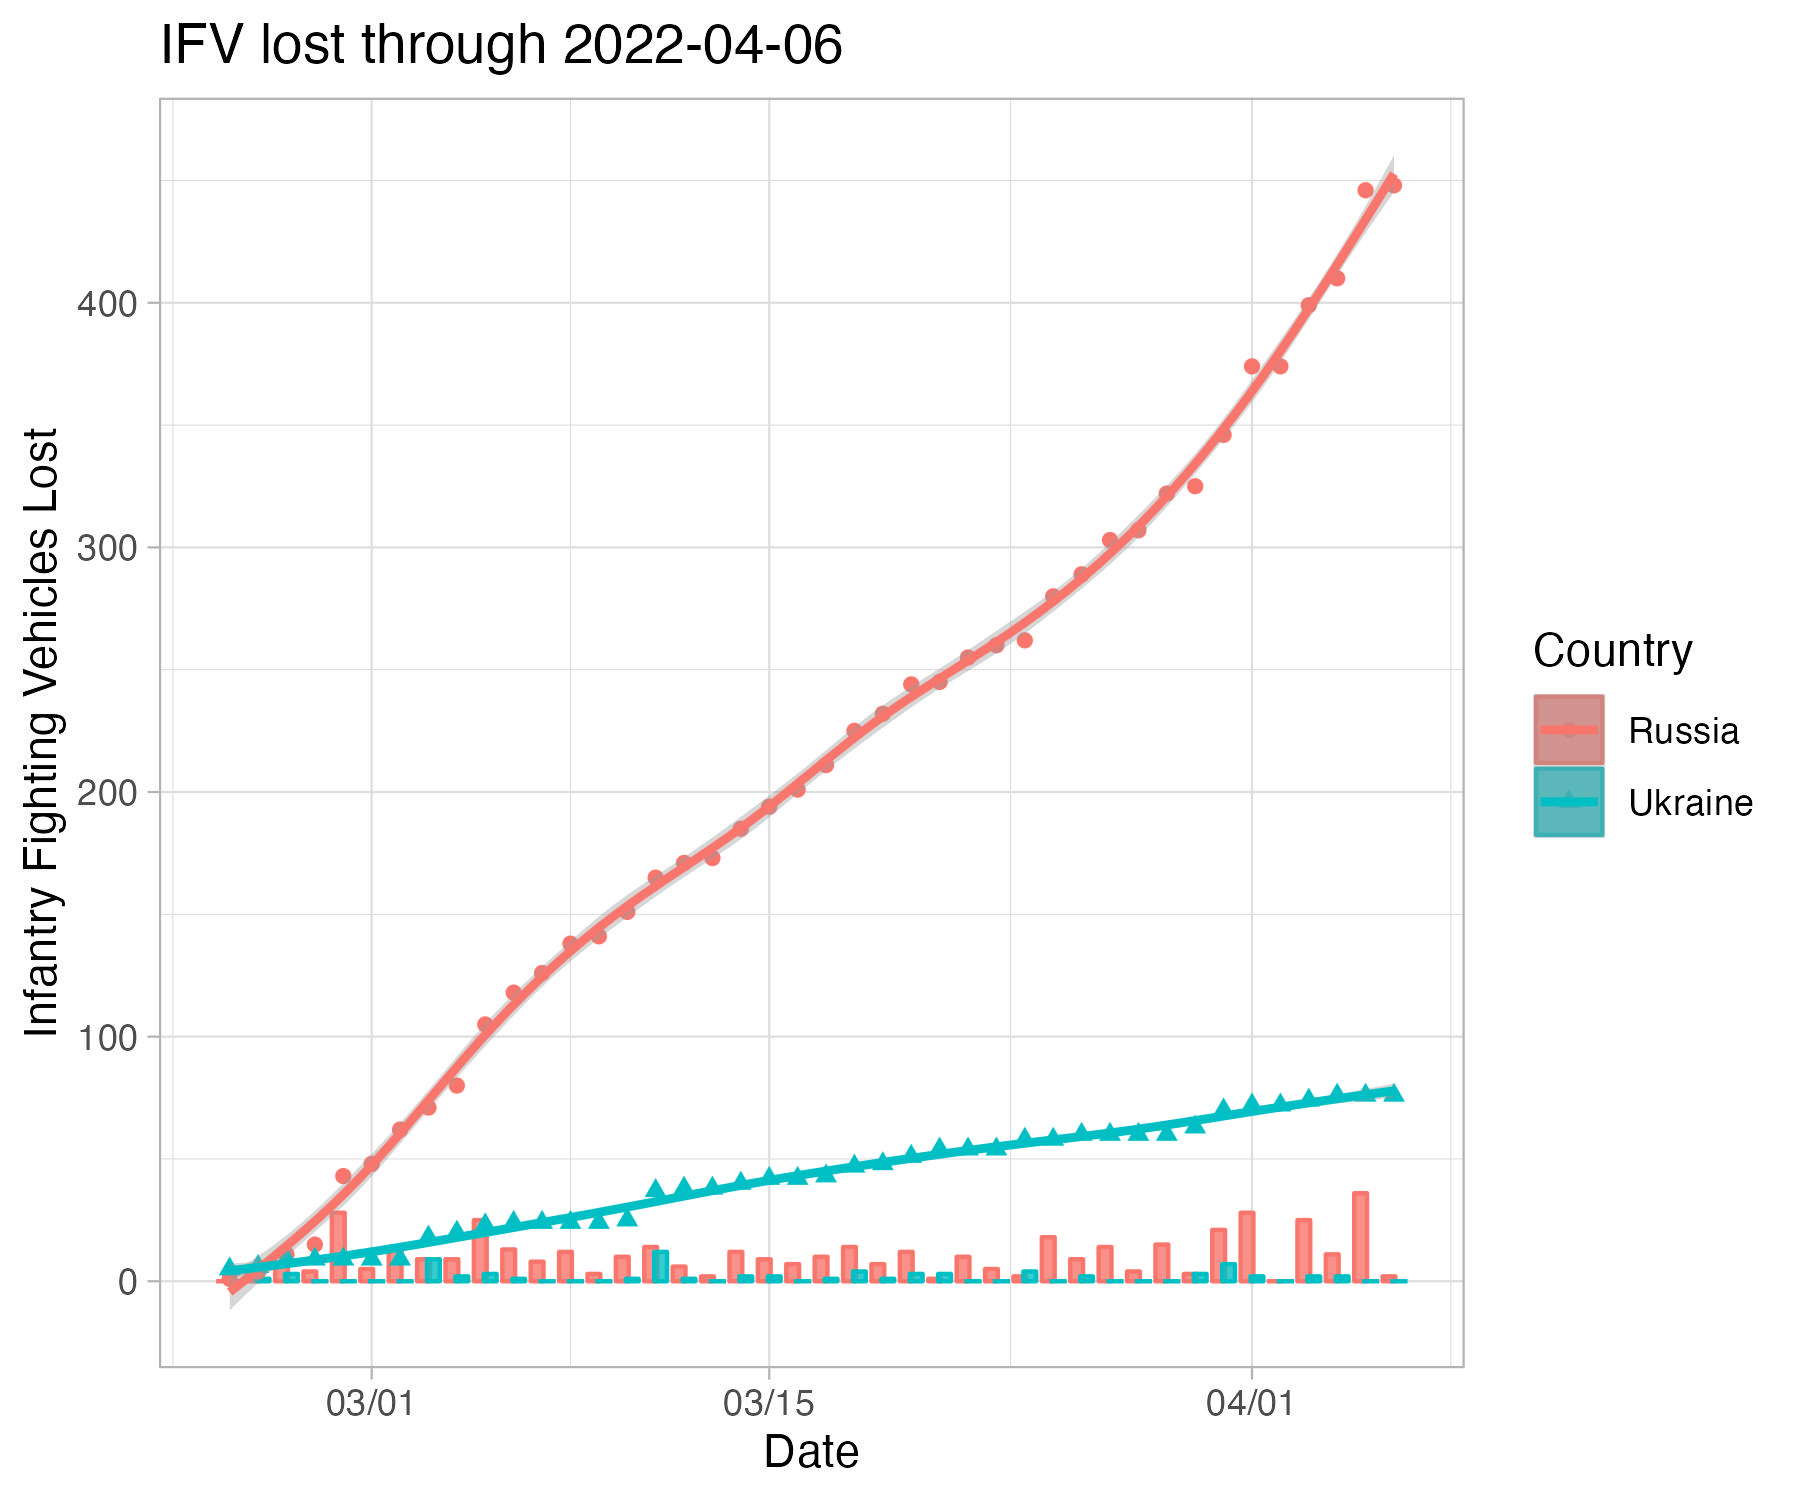 IFV lost through 2022-04-06
Infantry Fighting Vehicles Lost
400
300
200
100
0
03/01
03/15
04/01
Date
Country
Russia
Ukraine